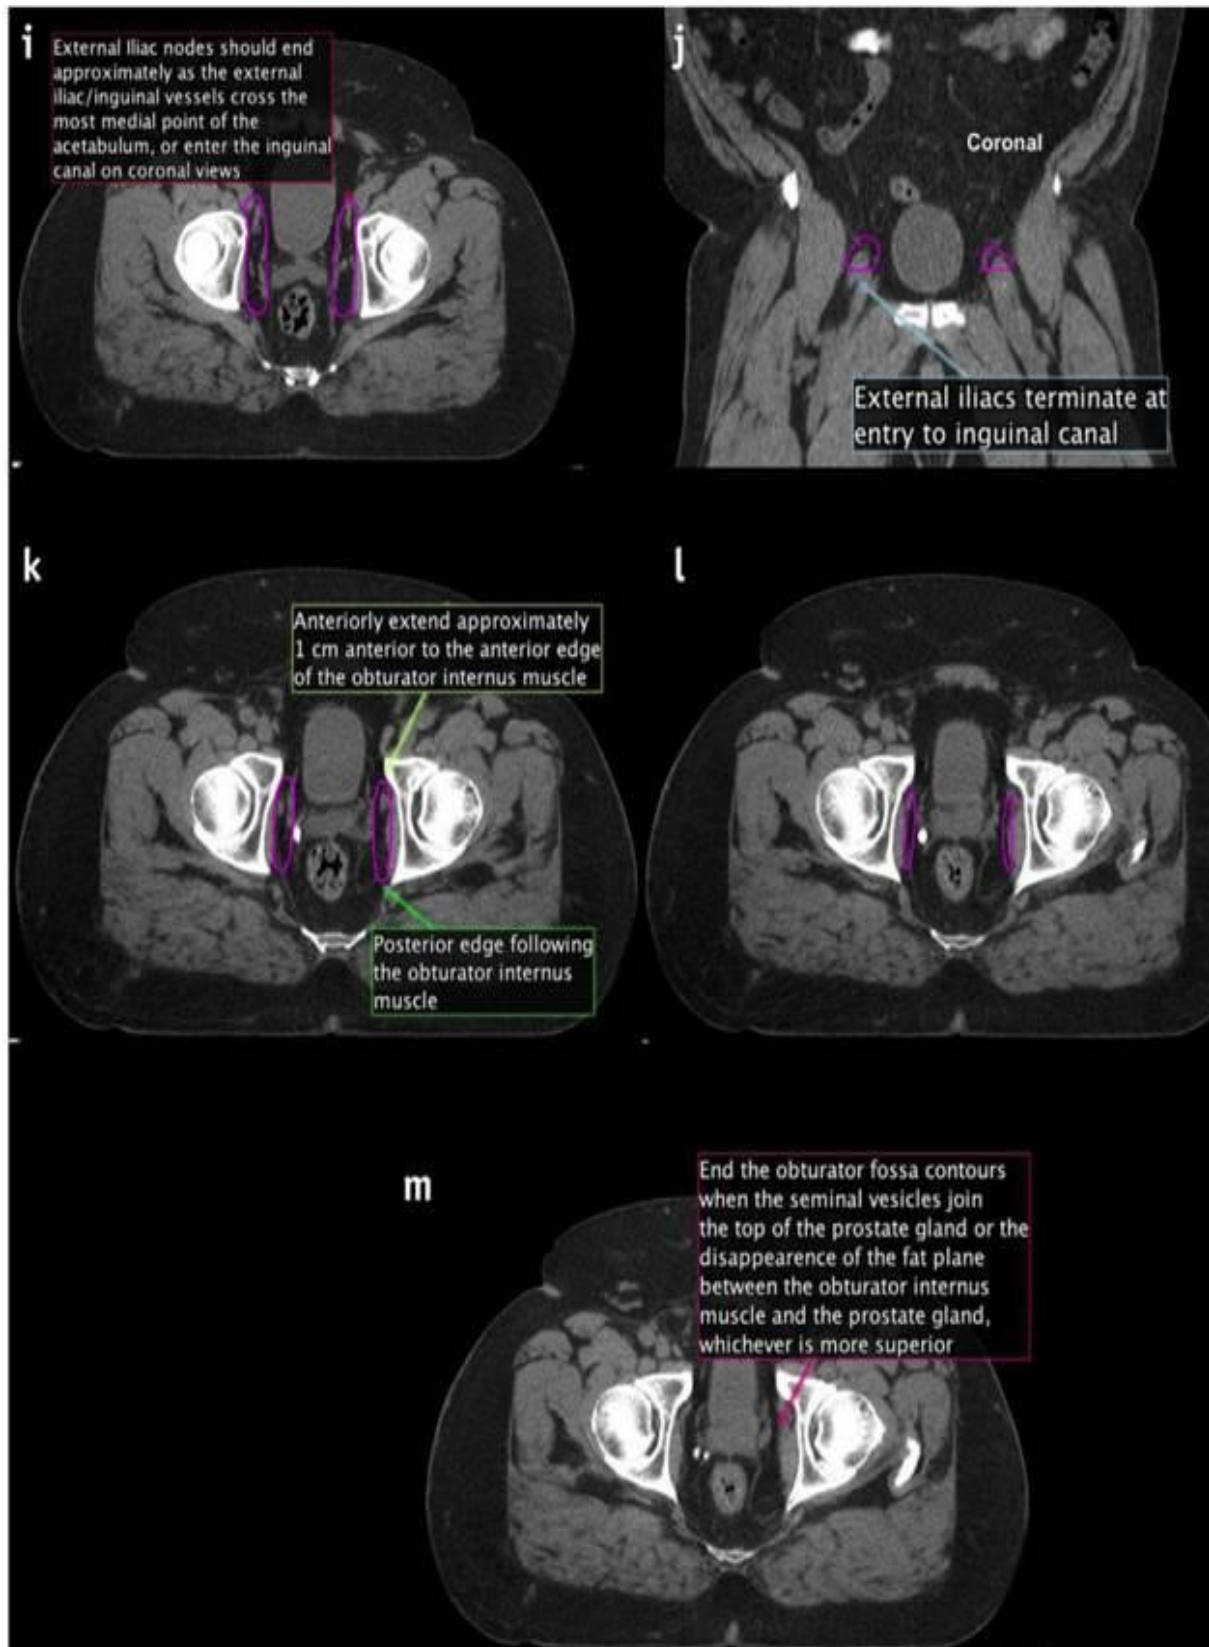 i
External Iliac nodes should end
approximately as the external
iliac/inguinal vessels cross the
most medial point of the
acetabulum, or enter the inguinal
canal on coronal views
j
Coronal
External iliacs terminate at
entry to inguinal canal
k
Anteriorly extend approximately
1 cm anterior to the anterior edge
of the obturator internus muscle
Posterior edge following
the obturator internus
muscle
l
m
End the obturator fossa contours
when the seminal vesicles join
the top of the prostate gland or the
disappearence of the fat plane
between the obturator internus
muscle and the prostate gland,
whichever is more superior